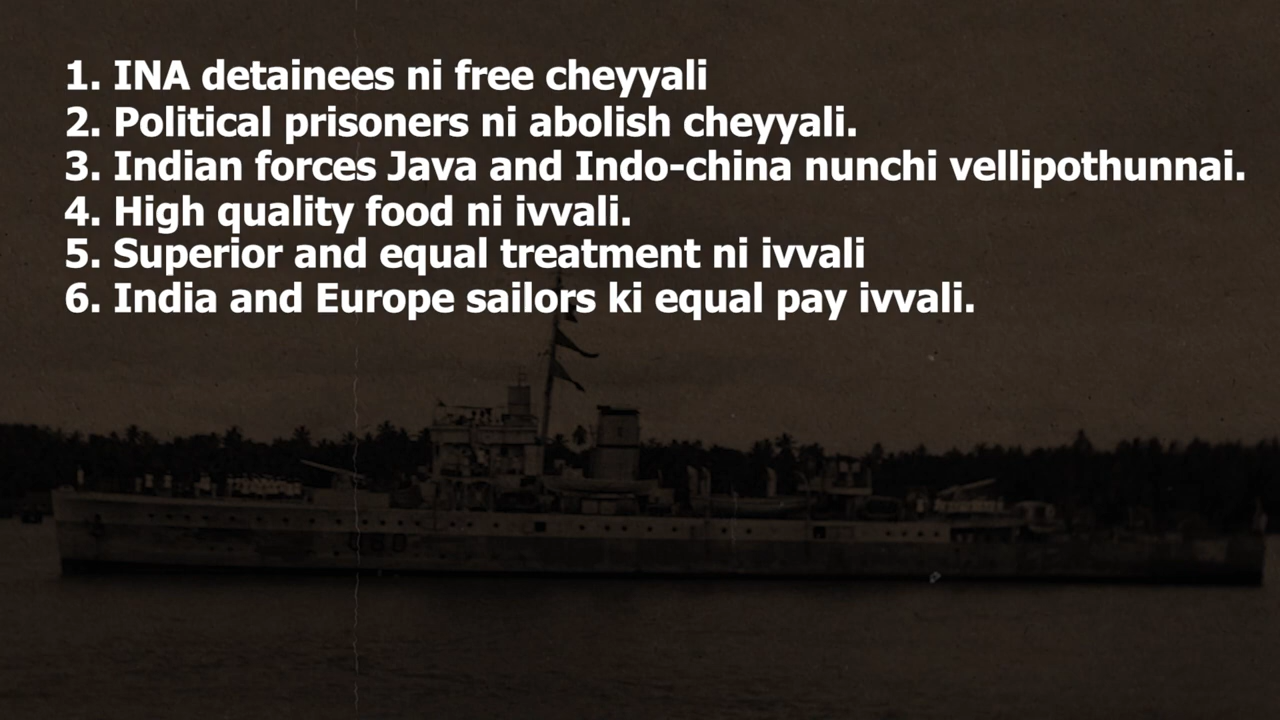 1. INA detainees ni free cheyyali
2. Political prisoners ni abolish cheyyali.
3. Indian forces Java and Indo-china nunchi vellipothunnai.
4. High quality food ni ivvali.
5. Superior and equal treatment ni ivvali
6. India and Europe sailors ki equal pay ivvali.